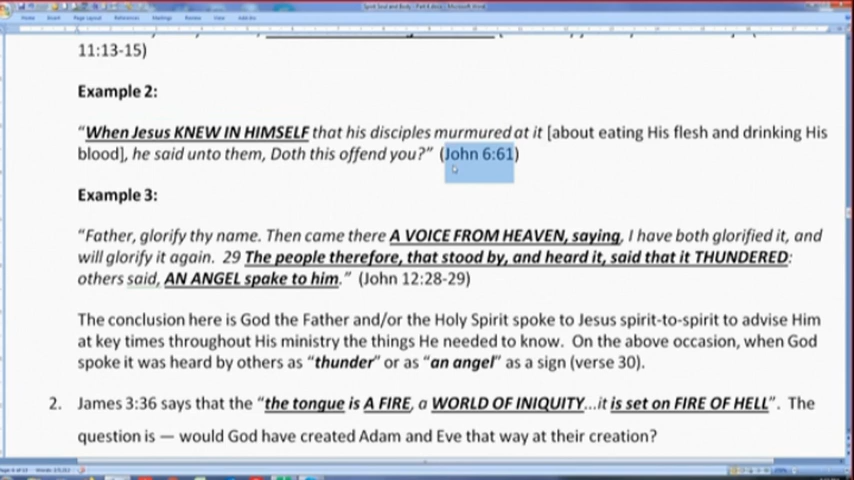 11:13-15)
Example 2:
“When Jesus KNEW IN HIMSELF that his disciples murmured at it [about eating His flesh and drinking His
blood], he said unto them, Doth this offend you?” (John 6:61)
Example 3:
“Father, glorify thy name. Then came there A VOICE FROM HEAVEN, saying, I have both glorified it, and
will glorify it again. 29 The people therefore, that stood by, and heard it, said that it THUNDERED:
others said, AN ANGEL spake to him.” (John 12:28-29)
The conclusion here is God the Father and/or the Holy Spirit spoke to Jesus spirit-to-spirit to advise Him
at key times throughout His ministry the things He needed to know. On the above occasion, when God
spoke it was heard by others as “thunder” or as “an angel” as a sign (verse 30).
2. James 3:36 says that the “the tongue is A FIRE, a WORLD OF INIQUITY...it is set on FIRE OF HELL”. The
question is — would God have created Adam and Eve that way at their creation?